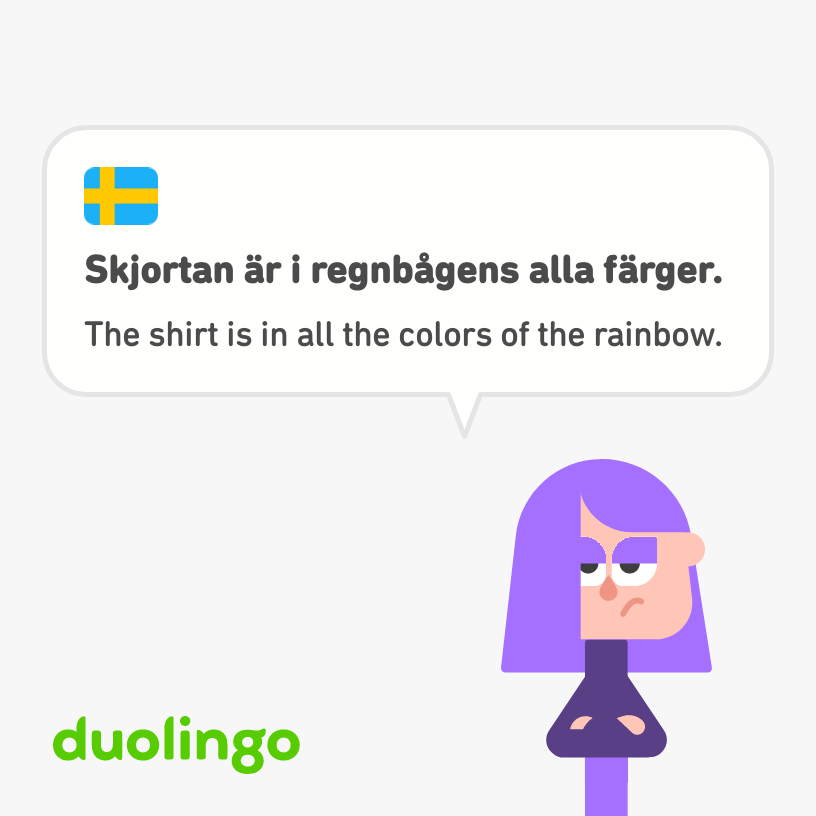 Skjortan är i regnbågens alla färger.
The shirt is in all the colors of the rainbow.
duolingo